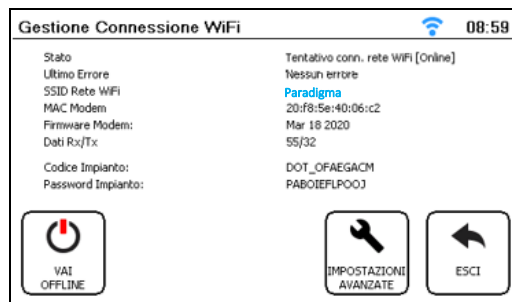 Gestione Connessione WiFi 08:59
Stato Tentativo conn. rete WiFi [Online]
Ultimo Errore Nessun errore
SSID Rete WiFi Paradigma
MAC Modem 20:f8:5e:40:06:c2
Firmware Modem: Mar 18 2020
Dati Rx/Tx 55/32
Codice Impianto: DOT_OFAEGACM
Password Impianto: PABOIEFLPOOJ
VAI OFFLINE
IMPOSTAZIONI AVANZATE
ESCI